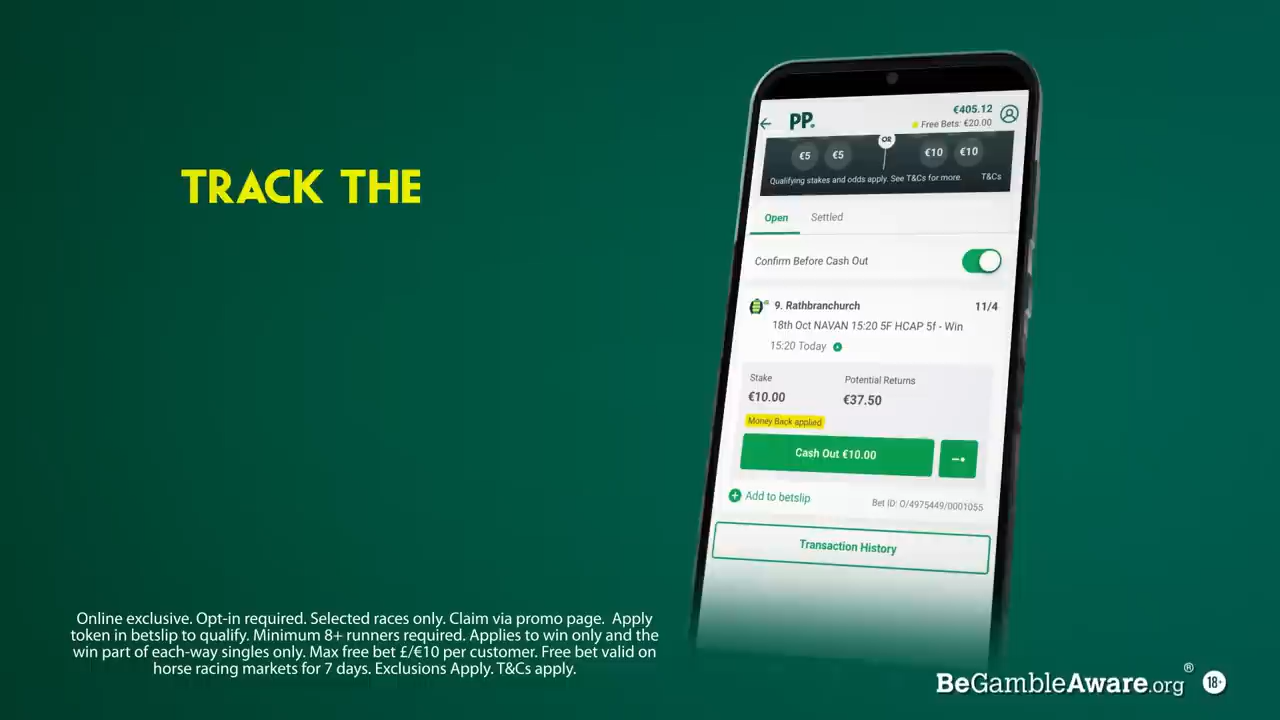 TRACK THE
PP.
€405.12
Free Bets: €20.00
€5 €5 OR €10 €10
Qualifying stakes and odds apply. See T&Cs for more. T&Cs
Open Settled
Confirm Before Cash Out
9. Rathbranchurch 11/4
18th Oct NAVAN 15:20 5F HCAP 5f - Win
15:20 Today
Stake Potential Returns
€10.00 €37.50
Money Back applied
Cash Out €10.00
Add to betslip Bet ID: O/4975449/0001055
Transaction History
Online exclusive. Opt-in required. Selected races only. Claim via promo page. Apply
token in betslip to qualify. Minimum 8+ runners required. Applies to win only and the
win part of each-way singles only. Max free bet £/€10 per customer. Free bet valid on
horse racing markets for 7 days. Exclusions Apply. T&Cs apply.
BeGambleAware.org® 18+